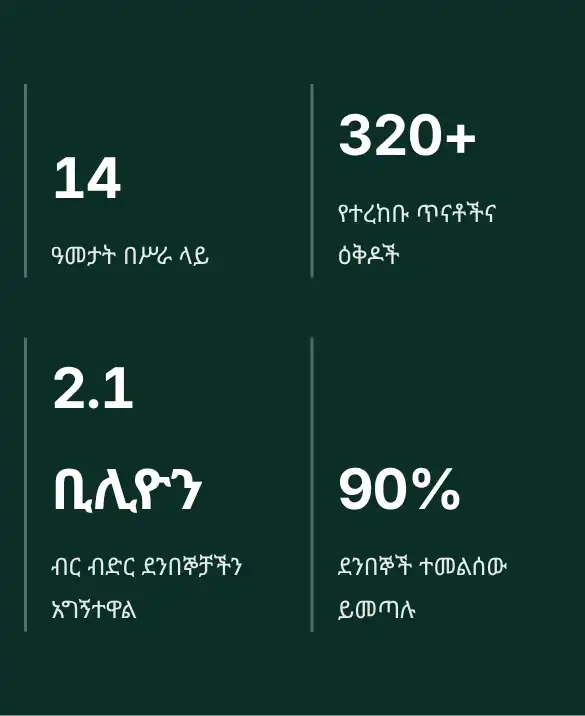 14
ዓመታት በሥራ ላይ
320+
የተረከቡ ጥናቶችና
ዕቅዶች
2.1
ቢሊዮን
ብር ብድር ደንበኞቻችን
አግኝተዋል
90%
ደንበኞች ተመልሰው
ይመጣሉ